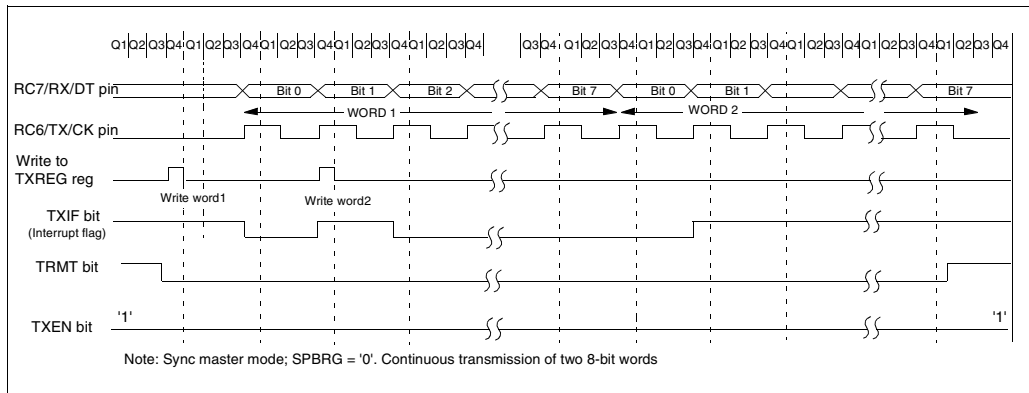 Q1 Q2 Q3 Q4 Q1 Q2 Q3 Q4 Q1 Q2 Q3 Q4 Q1 Q2 Q3 Q4 Q1 Q2 Q3 Q4 Q3 Q4 Q1 Q2 Q3 Q4 Q1 Q2 Q3 Q4 Q1 Q2 Q3 Q4 Q1 Q2 Q3 Q4 Q1 Q2 Q3 Q4 Q1 Q2 Q3 Q4
RC7/RX/DT pin Bit 0 Bit 1 Bit 2 Bit 7 Bit 0 Bit 1 Bit 7
WORD 1 WORD 2
RC6/TX/CK pin
Write to
TXREG reg
Write word1 Write word2
TXIF bit
(Interrupt flag)
TRMT bit
'1' '1'
TXEN bit
Note: Sync master mode; SPBRG = '0'. Continuous transmission of two 8-bit words